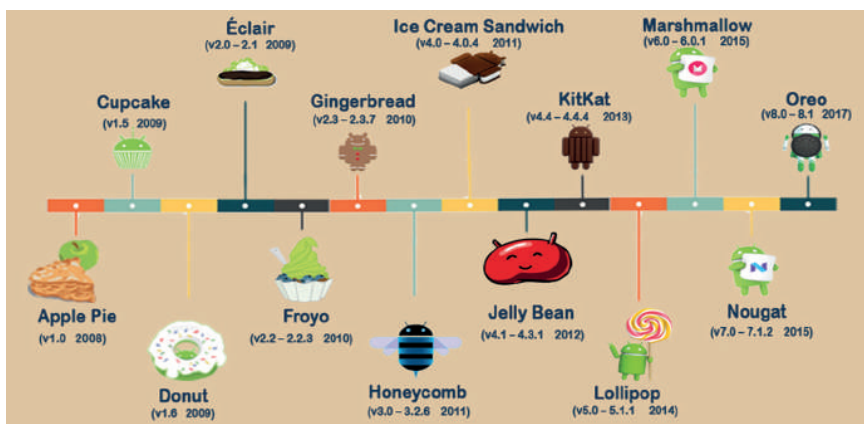 Apple Pie
(v1.0 2008)
Cupcake
(v1.5 2009)
Donut
(v1.6 2009)
Éclair
(v2.0 – 2.1 2009)
Froyo
(v2.2 – 2.2.3 2010)
Gingerbread
(v2.3 – 2.3.7 2010)
Honeycomb
(v3.0 – 3.2.6 2011)
Ice Cream Sandwich
(v4.0 – 4.0.4 2011)
Jelly Bean
(v4.1 – 4.3.1 2012)
KitKat
(v4.4 – 4.4.4 2013)
Lollipop
(v5.0 – 5.1.1 2014)
Marshmallow
(v6.0 – 6.0.1 2015)
M
Nougat
(v7.0 – 7.1.2 2015)
N
Oreo
(v8.0 – 8.1 2017)